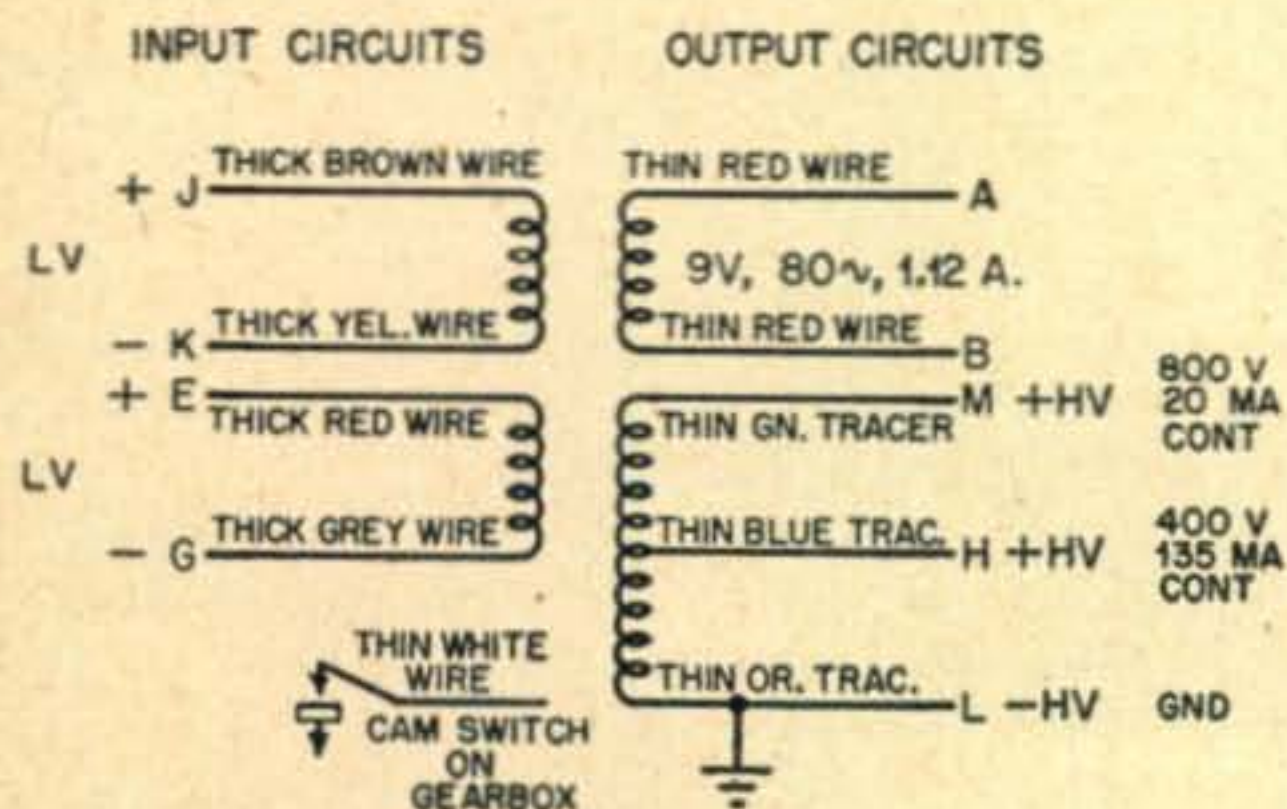 INPUT CIRCUITS
OUTPUT CIRCUITS
THICK BROWN WIRE
+ J
LV
THICK YEL. WIRE
- K
+ E
THICK RED WIRE
LV
THICK GREY WIRE
- G
THIN WHITE
WIRE
CAM SWITCH
ON
GEARBOX
THIN RED WIRE
A
9V, 80~, 1.12 A.
THIN RED WIRE
B
THIN GN. TRACER
M +HV
800 V
20 MA
CONT
THIN BLUE TRAC.
H +HV
400 V
135 MA
CONT
THIN OR. TRAC.
L -HV
GND